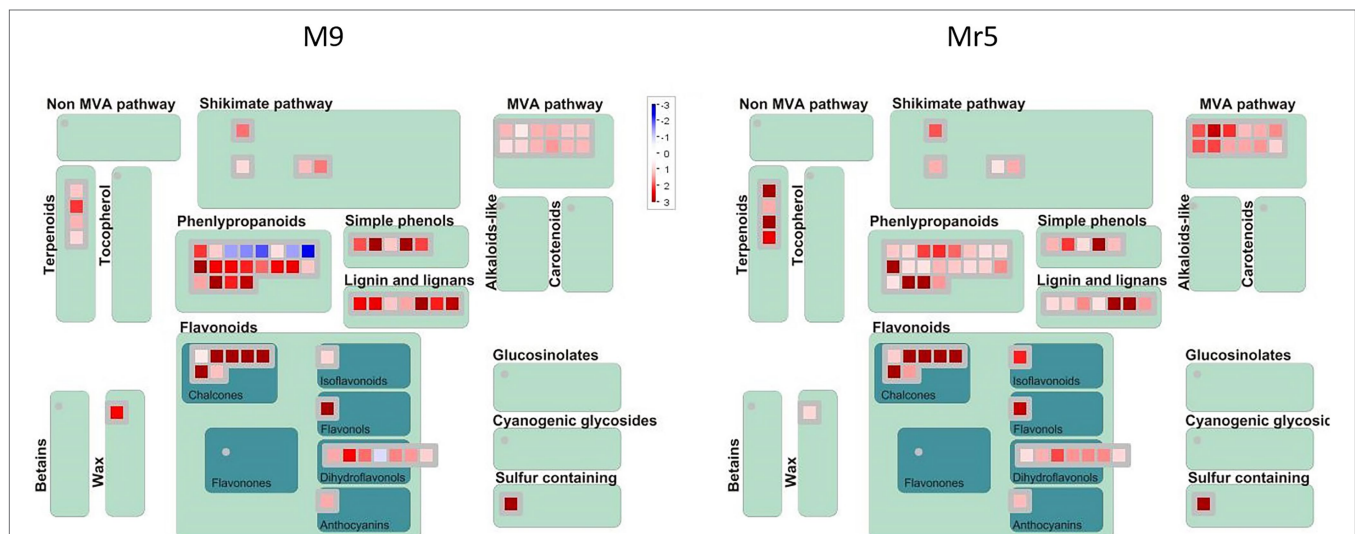 M9
Non MVA pathway
Shikimate pathway
MVA pathway
-3
-2
-1
0
1
2
3
Terpenoids
Tocopherol
Phenlypropanoids
Simple phenols
Alkaloids-like
Carotenoids
Lignin and lignans
Flavonoids
Chalcones
Isoflavonoids
Flavonols
Flavonones
Dihydroflavonols
Anthocyanins
Glucosinolates
Cyanogenic glycosides
Sulfur containing
Betains
Wax
Mr5
Non MVA pathway
Shikimate pathway
MVA pathway
Terpenoids
Tocopherol
Phenlypropanoids
Simple phenols
Alkaloids-like
Carotenoids
Lignin and lignans
Flavonoids
Chalcones
Isoflavonoids
Flavonols
Flavonones
Dihydroflavonols
Anthocyanins
Glucosinolates
Cyanogenic glycosic
Sulfur containing
Betains
Wax